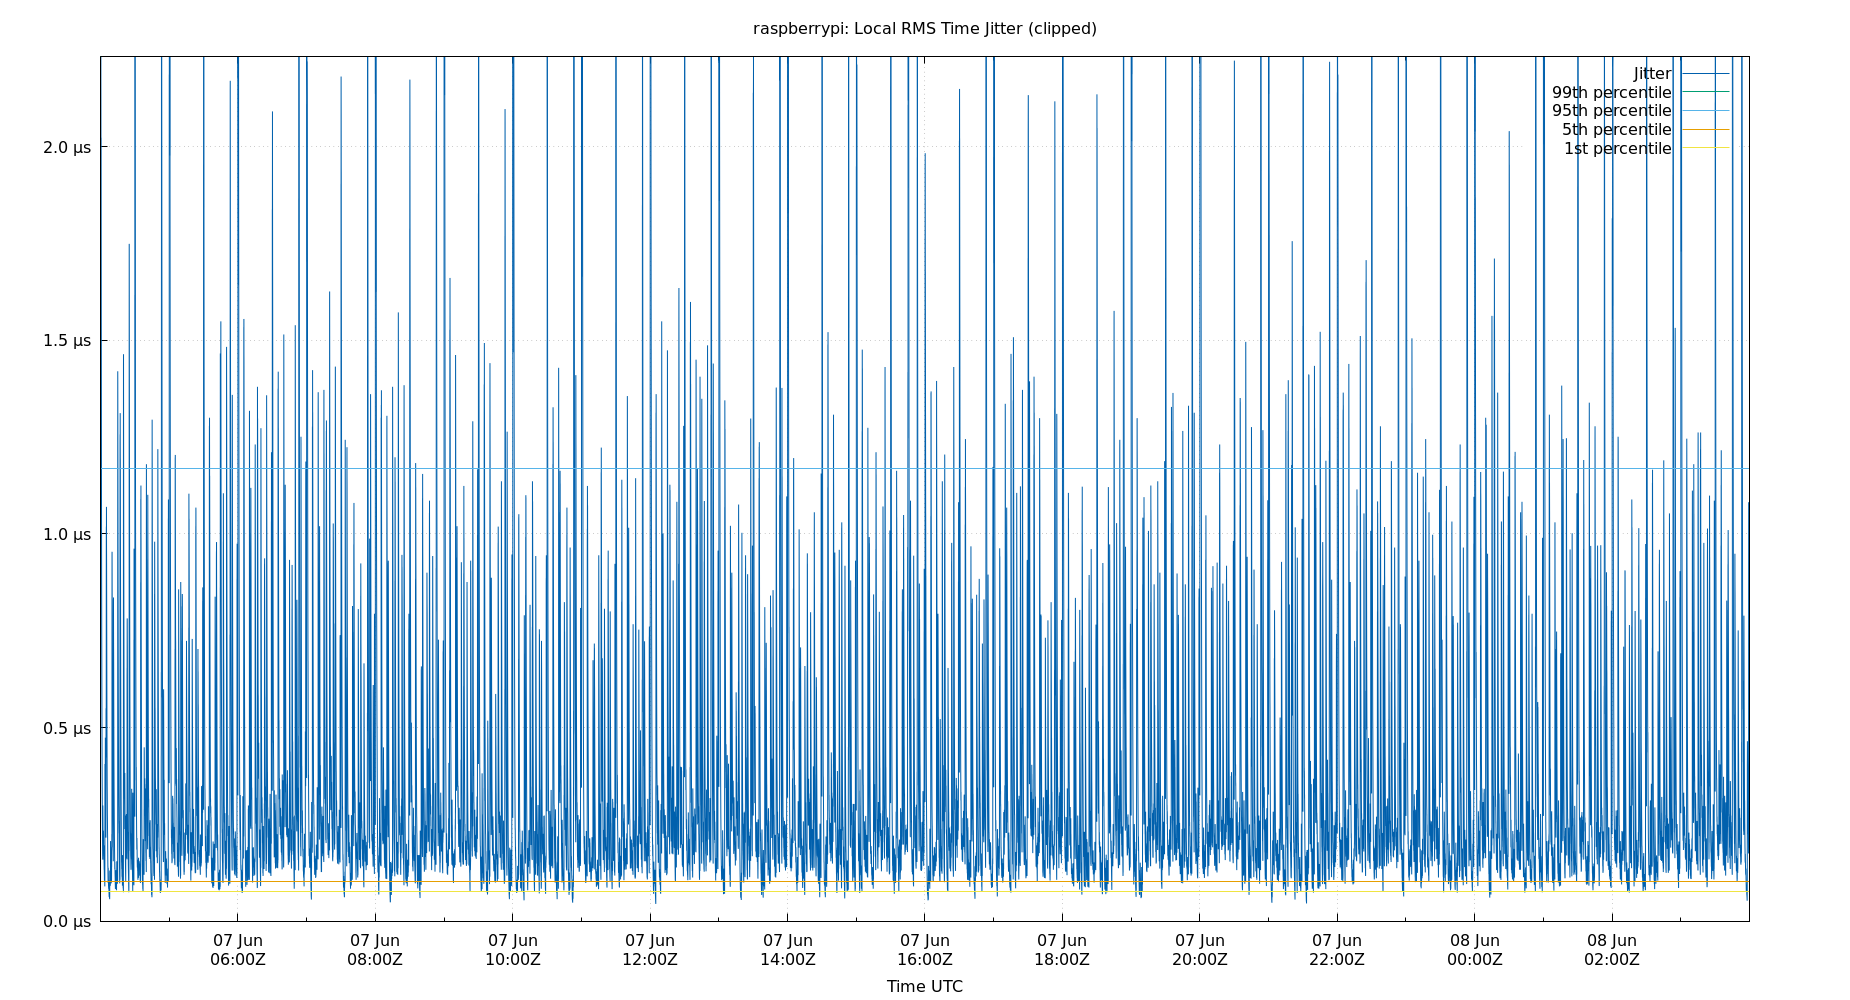 raspberrypi: Local RMS Time Jitter (clipped)
Jitter
99th percentile
95th percentile
5th percentile
1st percentile
2.0 µs
1.5 µs
1.0 µs
0.5 µs
0.0 µs
07 Jun 07 Jun 07 Jun 07 Jun 07 Jun 07 Jun 07 Jun 07 Jun 07 Jun 08 Jun 08 Jun
06:00Z 08:00Z 10:00Z 12:00Z 14:00Z 16:00Z 18:00Z 20:00Z 22:00Z 00:00Z 02:00Z
Time UTC